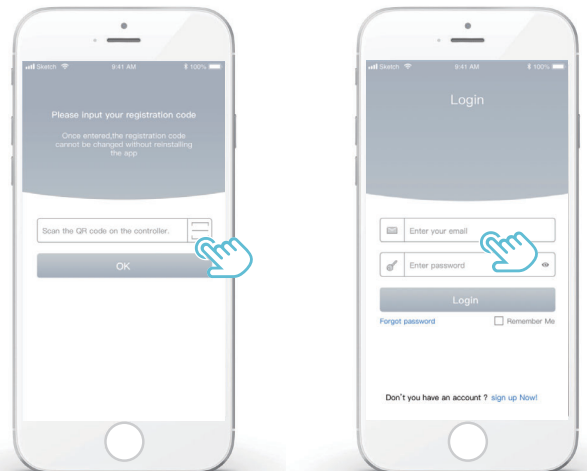 Sketch 9:41 AM 100%
Please input your registration code
Once entered,the registration code
cannot be changed without reinstalling
the app
Scan the QR code on the controller.
OK
Sketch 9:41 AM 100%
Login
Enter your email
Enter password
Login
Forgot password Remember Me
Don't you have an account ? sign up Now!